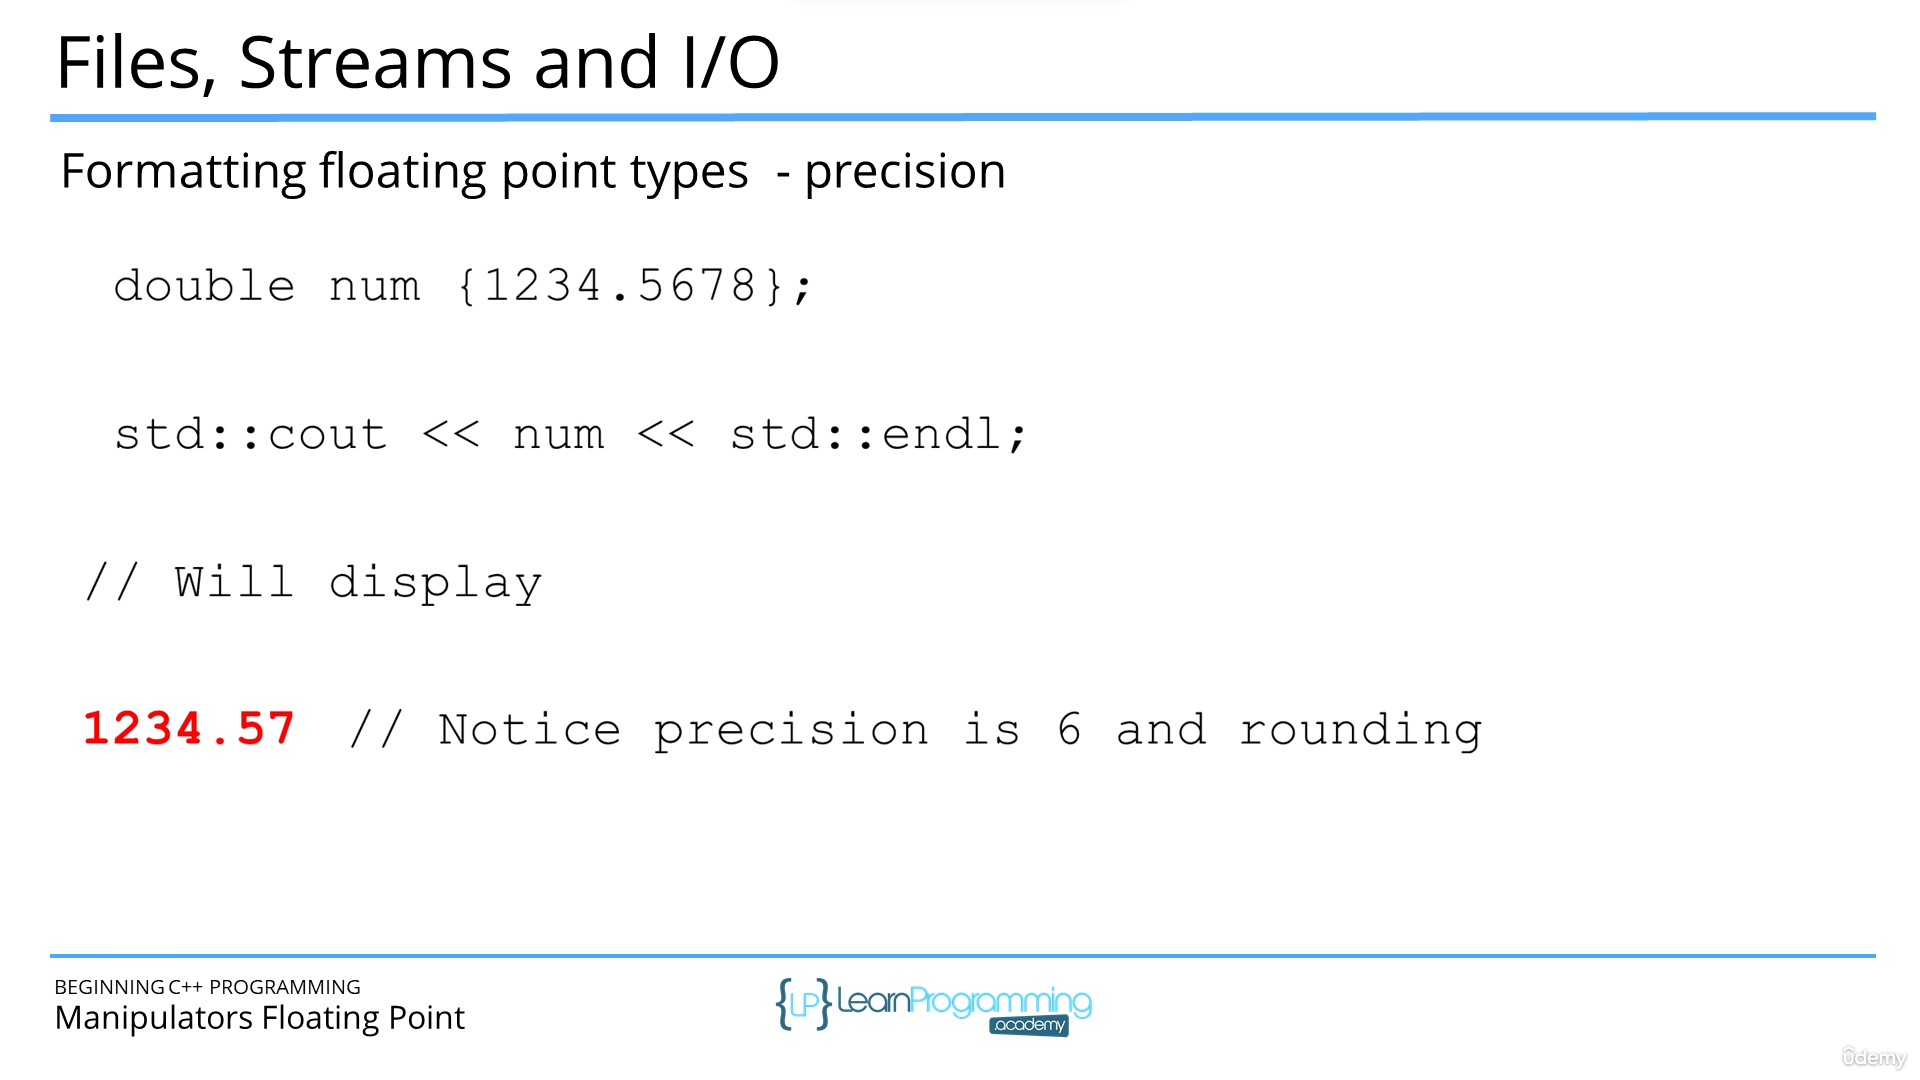 Files, Streams and I/O
Formatting floating point types - precision
double num {1234.5678};
std::cout << num << std::endl;
// Will display
1234.57 // Notice precision is 6 and rounding
BEGINNING C++ PROGRAMMING
Manipulators Floating Point
{LP} LearnProgramming
academy
ûdemy